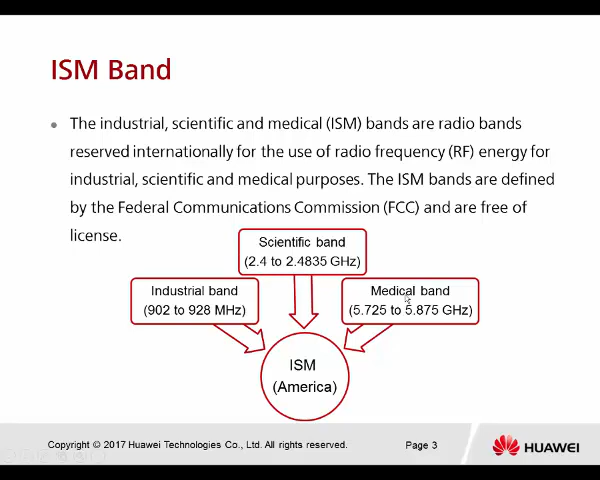 ISM Band
The industrial, scientific and medical (ISM) bands are radio bands
reserved internationally for the use of radio frequency (RF) energy for
industrial, scientific and medical purposes. The ISM bands are defined
by the Federal Communications Commission (FCC) and are free of
license.
Scientific band
(2.4 to 2.4835 GHz)
Industrial band
(902 to 928 MHz)
Medical band
(5.725 to 5.875 GHz)
ISM
(America)
Copyright © 2017 Huawei Technologies Co., Ltd. All rights reserved.
Page 3
HUAWEI